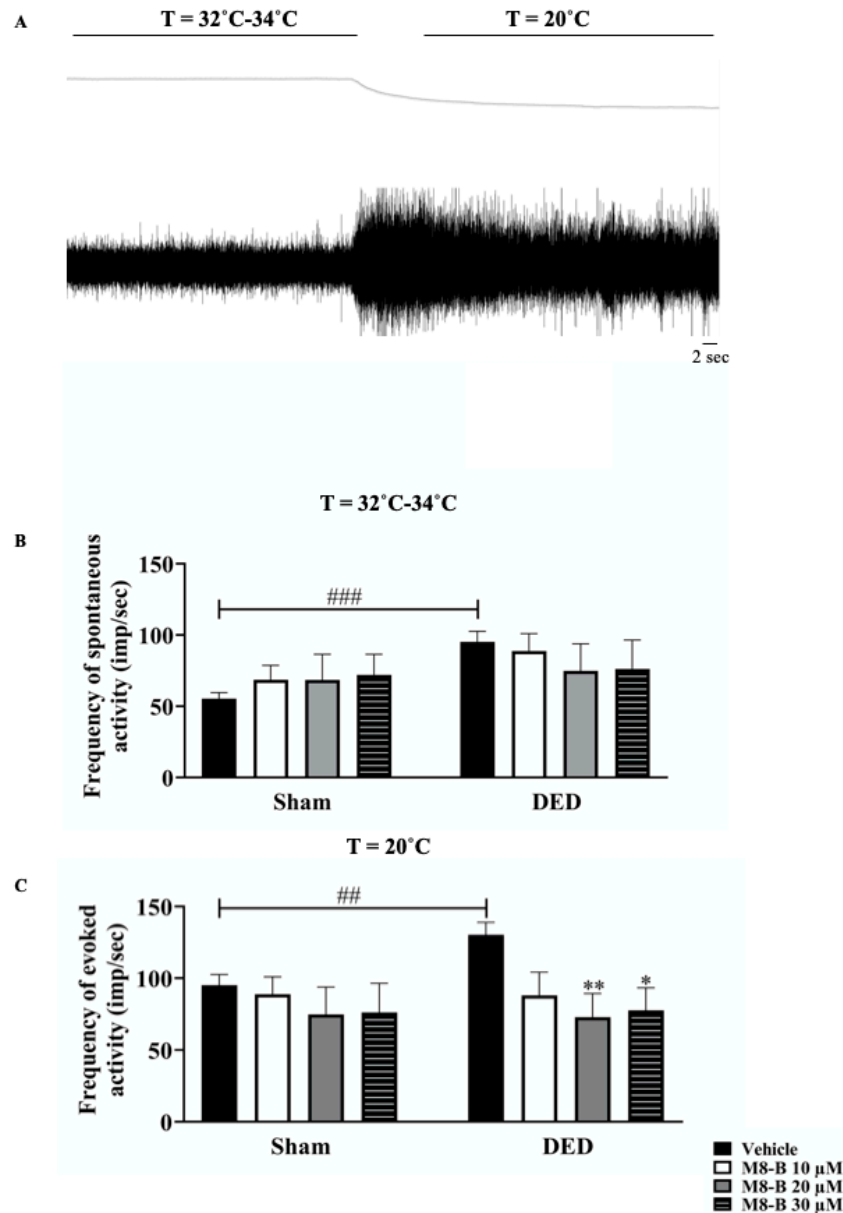 A
T = 32˚C-34˚C
T = 20˚C
2 sec
T = 32˚C-34˚C
B
Frequency of spontaneous
activity (imp/sec)
150
100
50
0
###
Sham
DED
T = 20˚C
C
Frequency of evoked
activity (imp/sec)
150
100
50
0
##
**
*
Sham
DED
Vehicle
M8-B 10 µM
M8-B 20 µM
M8-B 30 µM